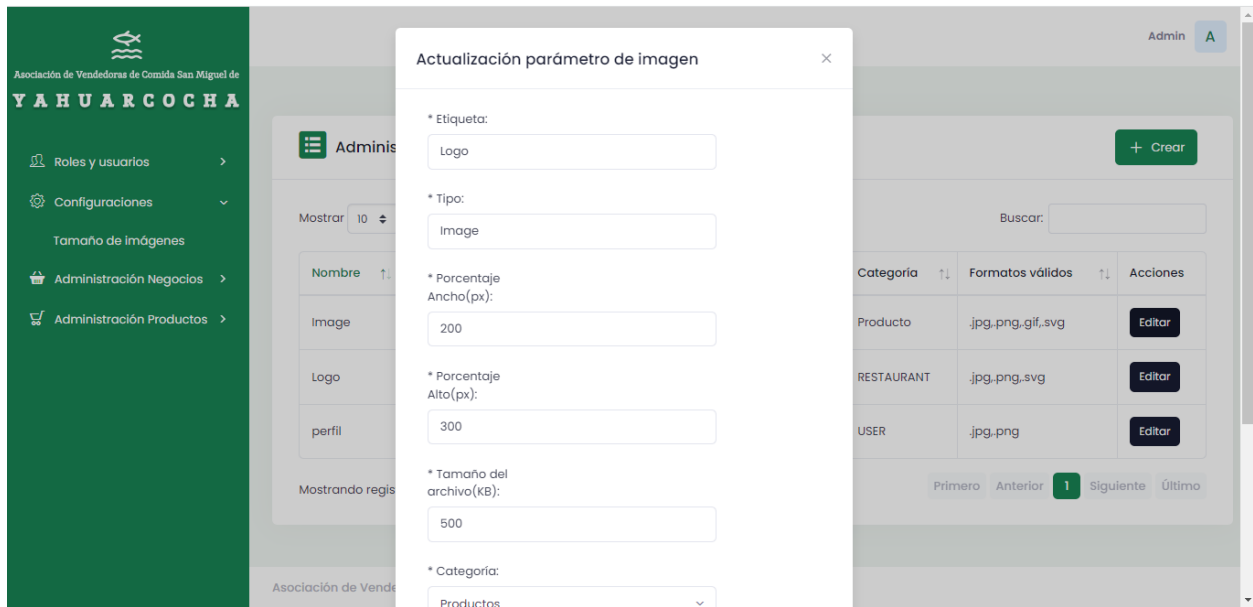 Asociación de Vendedoras de Comida San Miguel de
YAHUARCOCHA
Roles y usuarios
Configuraciones
Tamaño de imágenes
Administración Negocios
Administración Productos
Admin A
Adminis
+ Crear
Mostrar 10
Buscar:
Nombre Categoría Formatos válidos Acciones
Image Producto .jpg,.png,.gif,.svg Editar
Logo RESTAURANT .jpg,.png,.svg Editar
perfil USER .jpg,.png Editar
Mostrando regis
Primero Anterior 1 Siguiente Último
Asociación de Vende
Actualización parámetro de imagen ×
* Etiqueta:
Logo
* Tipo:
Image
* Porcentaje
Ancho(px):
200
* Porcentaje
Alto(px):
300
* Tamaño del
archivo(KB):
500
* Categoría:
Productos